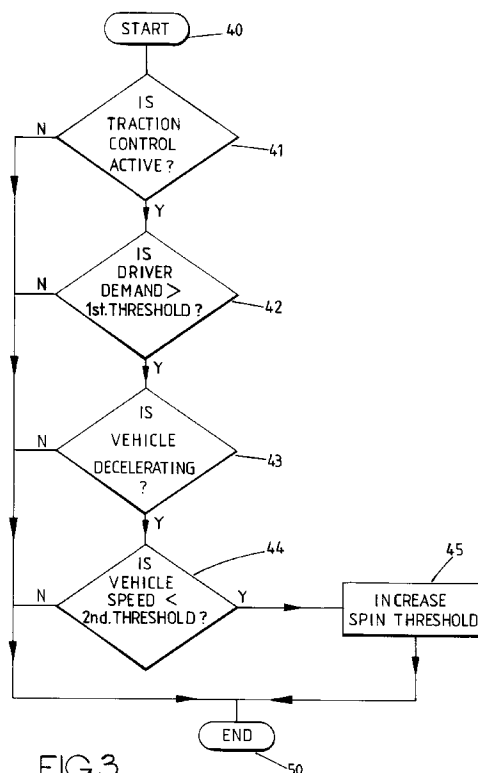 START
40
IS
TRACTION
CONTROL
ACTIVE ?
41
N
Y
IS
DRIVER
DEMAND >
1st. THRESHOLD ?
42
N
Y
IS
VEHICLE
DECELERATING
?
43
N
Y
44
IS
VEHICLE
SPEED <
2nd. THRESHOLD ?
N
Y
45
INCREASE
SPIN THRESHOLD
END
50
FIG.3